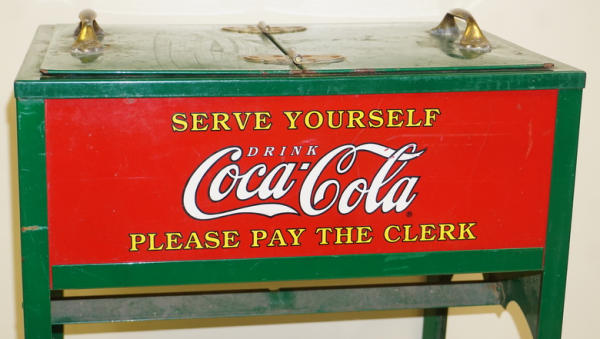 SERVE YOURSELF
DRINK
Coca-Cola®
PLEASE PAY THE CLERK